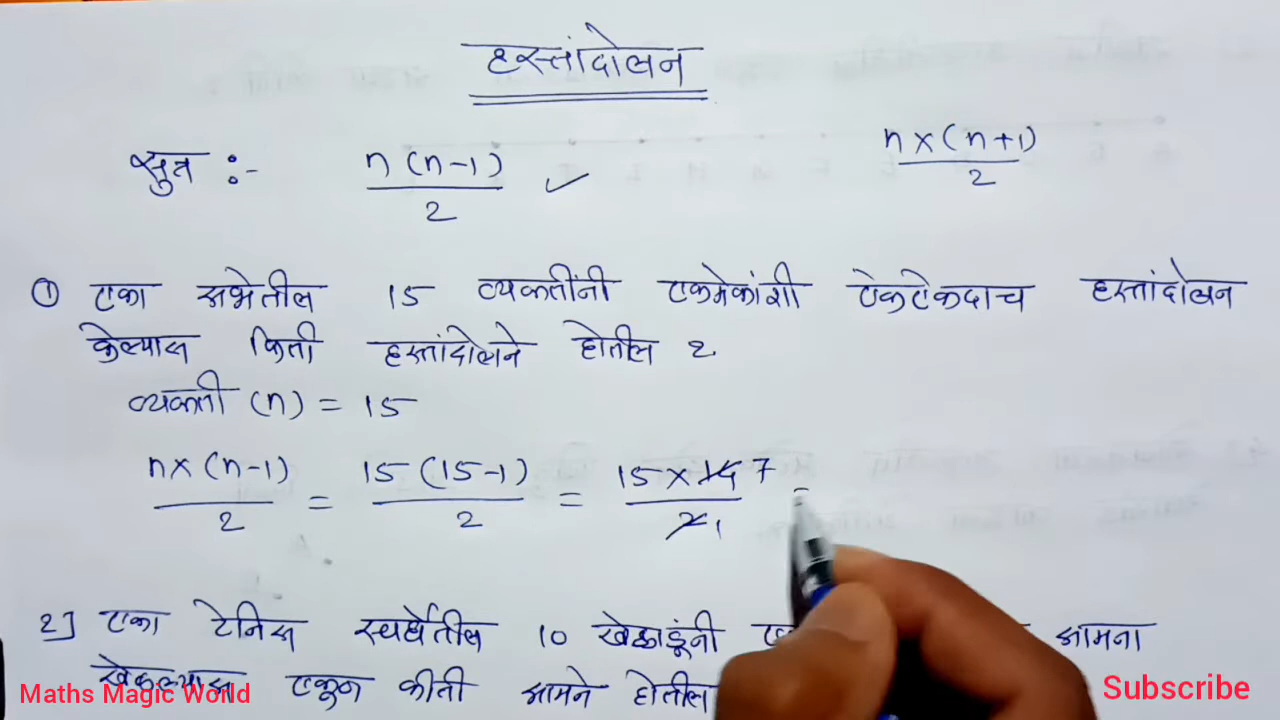 हस्तांदोलन
सुत्र :- n (n-1) / 2 ✓ n × (n+1) / 2
① एका सभेतील 15 व्यक्तींनी एकमेकांशी ऐकऐकदाच हस्तांदोलन
केल्यास किती हस्तांदोलने होतील ?
व्यक्ती (n) = 15
n × (n-1) / 2 = 15 (15-1) / 2 = 15 × 14 7 / 2 1 =
2] एका टेनिस स्पर्धेतील 10 खेळाडूंनी सामना
खेळल्यास एकुण कीती सामने होतील
Maths Magic World
Subscribe